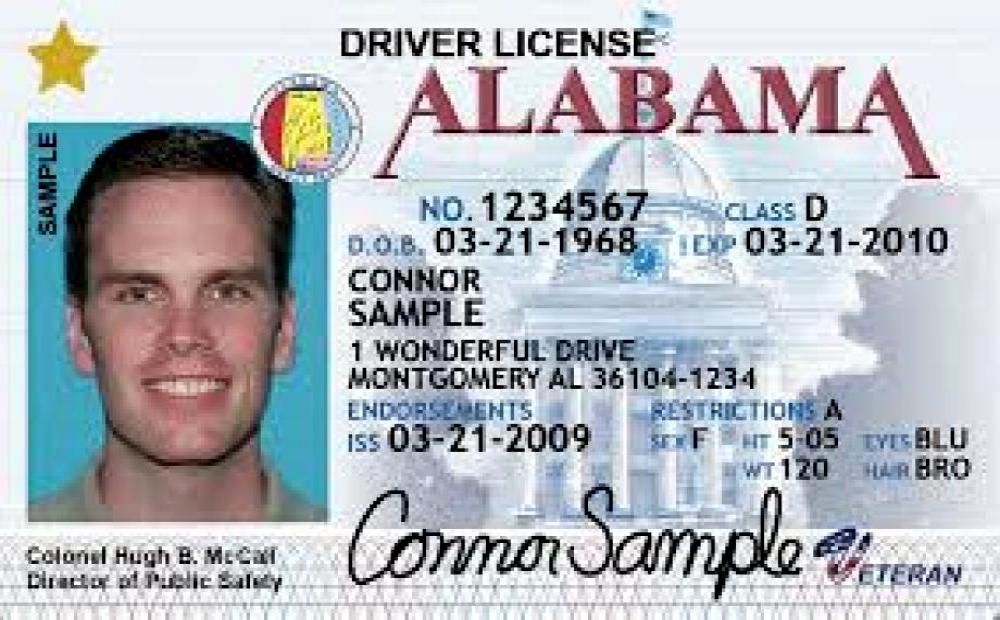 DRIVER LICENSE
ALABAMA
SAMPLE
NO. 1234567 CLASS D
D.O.B. 03-21-1968 EXP 03-21-2010
CONNOR
SAMPLE
1 WONDERFUL DRIVE
MONTGOMERY AL 36104-1234
ENDORSEMENTS RESTRICTIONS A
ISS 03-21-2009 SEX F HT 5-05 EYES BLU
WT 120 HAIR BRO
Connor Sample
VETERAN
Colonel Hugh B. McCall
Director of Public Safety